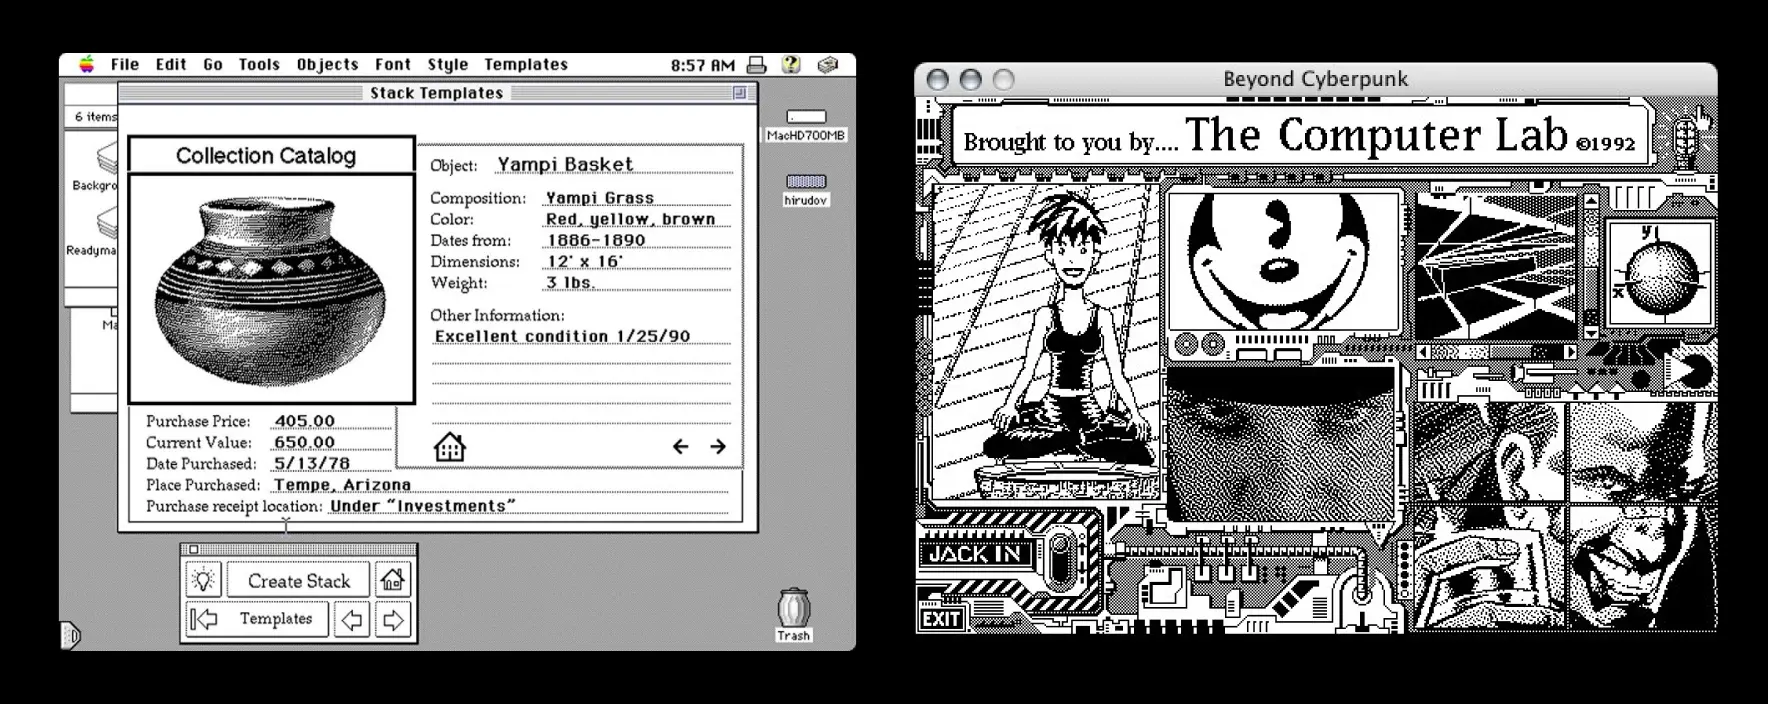 File Edit Go Tools Objects Font Style Templates 8:57 AM
Stack Templates
6 items
Backgro
Readyma
Ma
MacHD700MB
hirudov
Collection Catalog
Object: Yampi Basket
Composition: Yampi Grass
Color: Red, yellow, brown
Dates from: 1886-1890
Dimensions: 12' x 16'
Weight: 3 lbs.
Other Information:
Excellent condition 1/25/90
Purchase Price: 405.00
Current Value: 650.00
Date Purchased: 5/13/78
Place Purchased: Tempe, Arizona
Purchase receipt location: Under "Investments"
Create Stack
Templates
Trash
Beyond Cyberpunk
Brought to you by.... The Computer Lab ©1992
y
x
JACK IN
EXIT